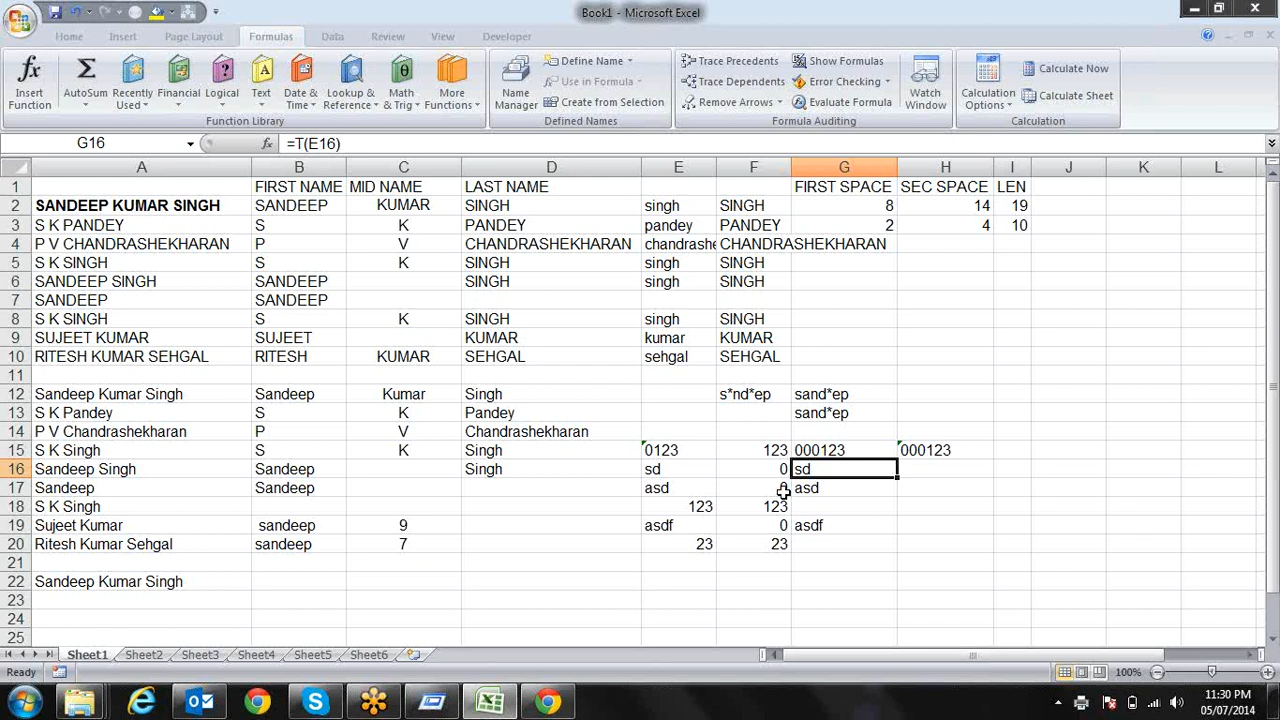 Book1 - Microsoft Excel
Home Insert Page Layout Formulas Data Review View Developer
fx Insert Function
Σ AutoSum
Recently Used
Financial
Logical
Text
Date & Time
Lookup & Reference
Math & Trig
More Functions
Function Library
Name Manager
Define Name
Use in Formula
Create from Selection
Defined Names
Trace Precedents
Trace Dependents
Remove Arrows
Show Formulas
Error Checking
Evaluate Formula
Formula Auditing
Watch Window
Calculation Options
Calculate Now
Calculate Sheet
Calculation
G16 fx =T(E16)
A B C D E F G H I J K L
1 FIRST NAME MID NAME LAST NAME FIRST SPACE SEC SPACE LEN
2 SANDEEP KUMAR SINGH SANDEEP KUMAR SINGH singh SINGH 8 14 19
3 S K PANDEY S K PANDEY pandey PANDEY 2 4 10
4 P V CHANDRASHEKHARAN P V CHANDRASHEKHARAN chandrashe CHANDRASHEKHARAN
5 S K SINGH S K SINGH singh SINGH
6 SANDEEP SINGH SANDEEP SINGH singh SINGH
7 SANDEEP SANDEEP
8 S K SINGH S K SINGH singh SINGH
9 SUJEET KUMAR SUJEET KUMAR kumar KUMAR
10 RITESH KUMAR SEHGAL RITESH KUMAR SEHGAL sehgal SEHGAL
11
12 Sandeep Kumar Singh Sandeep Kumar Singh s*nd*ep sand*ep
13 S K Pandey S K Pandey sand*ep
14 P V Chandrashekharan P V Chandrashekharan
15 S K Singh S K Singh 0123 123 000123 000123
16 Sandeep Singh Sandeep Singh sd 0 sd
17 Sandeep Sandeep asd asd
18 S K Singh 123 123
19 Sujeet Kumar sandeep 9 asdf 0 asdf
20 Ritesh Kumar Sehgal sandeep 7 23 23
21
22 Sandeep Kumar Singh
23
24
25
Sheet1 Sheet2 Sheet3 Sheet4 Sheet5 Sheet6
Ready 100%
11:30 PM
05/07/2014